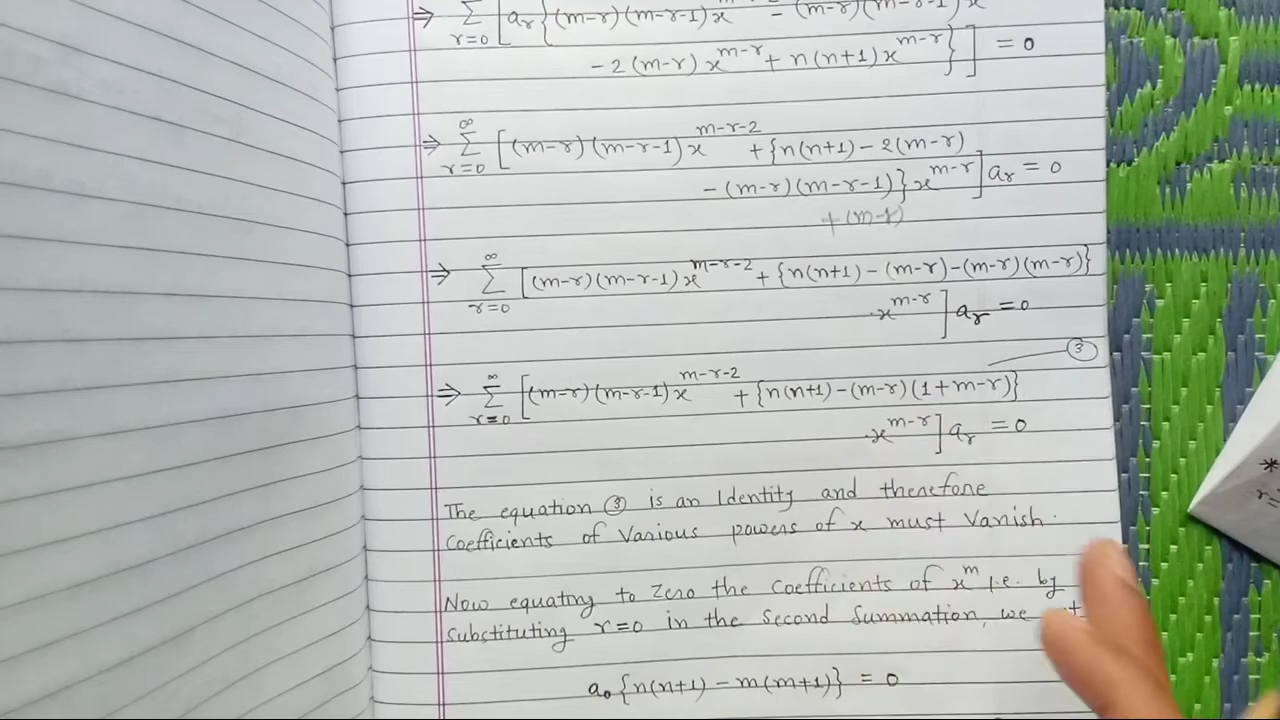 ⇒ Σ_{r=0} [a_r{(m-r)(m-r-1)x - (m-r)(m-r-1)x
-2(m-r)x^{m-r} + n(n+1)x^{m-r}}] = 0
⇒ Σ_{r=0}^{∞} [(m-r)(m-r-1)x^{m-r-2} + {n(n+1) - 2(m-r)
-(m-r)(m-r-1)}x^{m-r}]a_r = 0
+(m-r)
⇒ Σ_{r=0}^{∞} [(m-r)(m-r-1)x^{m-r-2} + {n(n+1) - (m-r) - (m-r)(m-r)}
.x^{m-r}]a_r = 0
③
⇒ Σ_{r=0}^{∞} [(m-r)(m-r-1)x^{m-r-2} + {n(n+1) - (m-r)(1+m-r)}
.x^{m-r}]a_r = 0
The equation ③ is an Identity and therefore
Coefficients of Various powers of x must Vanish.
Now equating to Zero the Coefficients of x^m i.e. by
Substituting r=0 in the Second Summation, we
a_0{n(n+1) - m(m+1)} = 0
*
r=